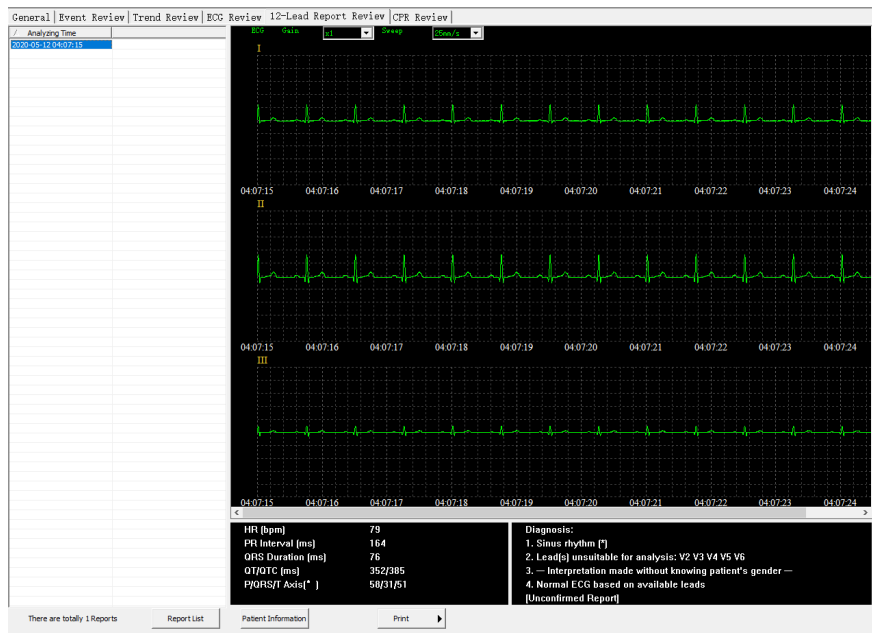 General Event Review Trend Review ECG Review 12-Lead Report Review CPR Review
/ Analyzing Time
2020-05-12 04:07:15
ECG Gain x1 Sweep 25mm/s
I
04:07:15 04:07:16 04:07:17 04:07:18 04:07:19 04:07:20 04:07:21 04:07:22 04:07:23 04:07:24
II
04:07:15 04:07:16 04:07:17 04:07:18 04:07:19 04:07:20 04:07:21 04:07:22 04:07:23 04:07:24
III
04:07:15 04:07:16 04:07:17 04:07:18 04:07:19 04:07:20 04:07:21 04:07:22 04:07:23 04:07:24
HR (bpm) 79
PR Interval (ms) 164
QRS Duration (ms) 76
QT/QTC (ms) 352/385
P/QRS/T Axis(° ) 58/31/51
Diagnosis:
1. Sinus rhythm (*)
2. Lead(s) unsuitable for analysis: V2 V3 V4 V5 V6
3. — Interpretation made without knowing patient's gender —
4. Normal ECG based on available leads
[Unconfirmed Report]
There are totally 1 Reports Report List Patient Information Print